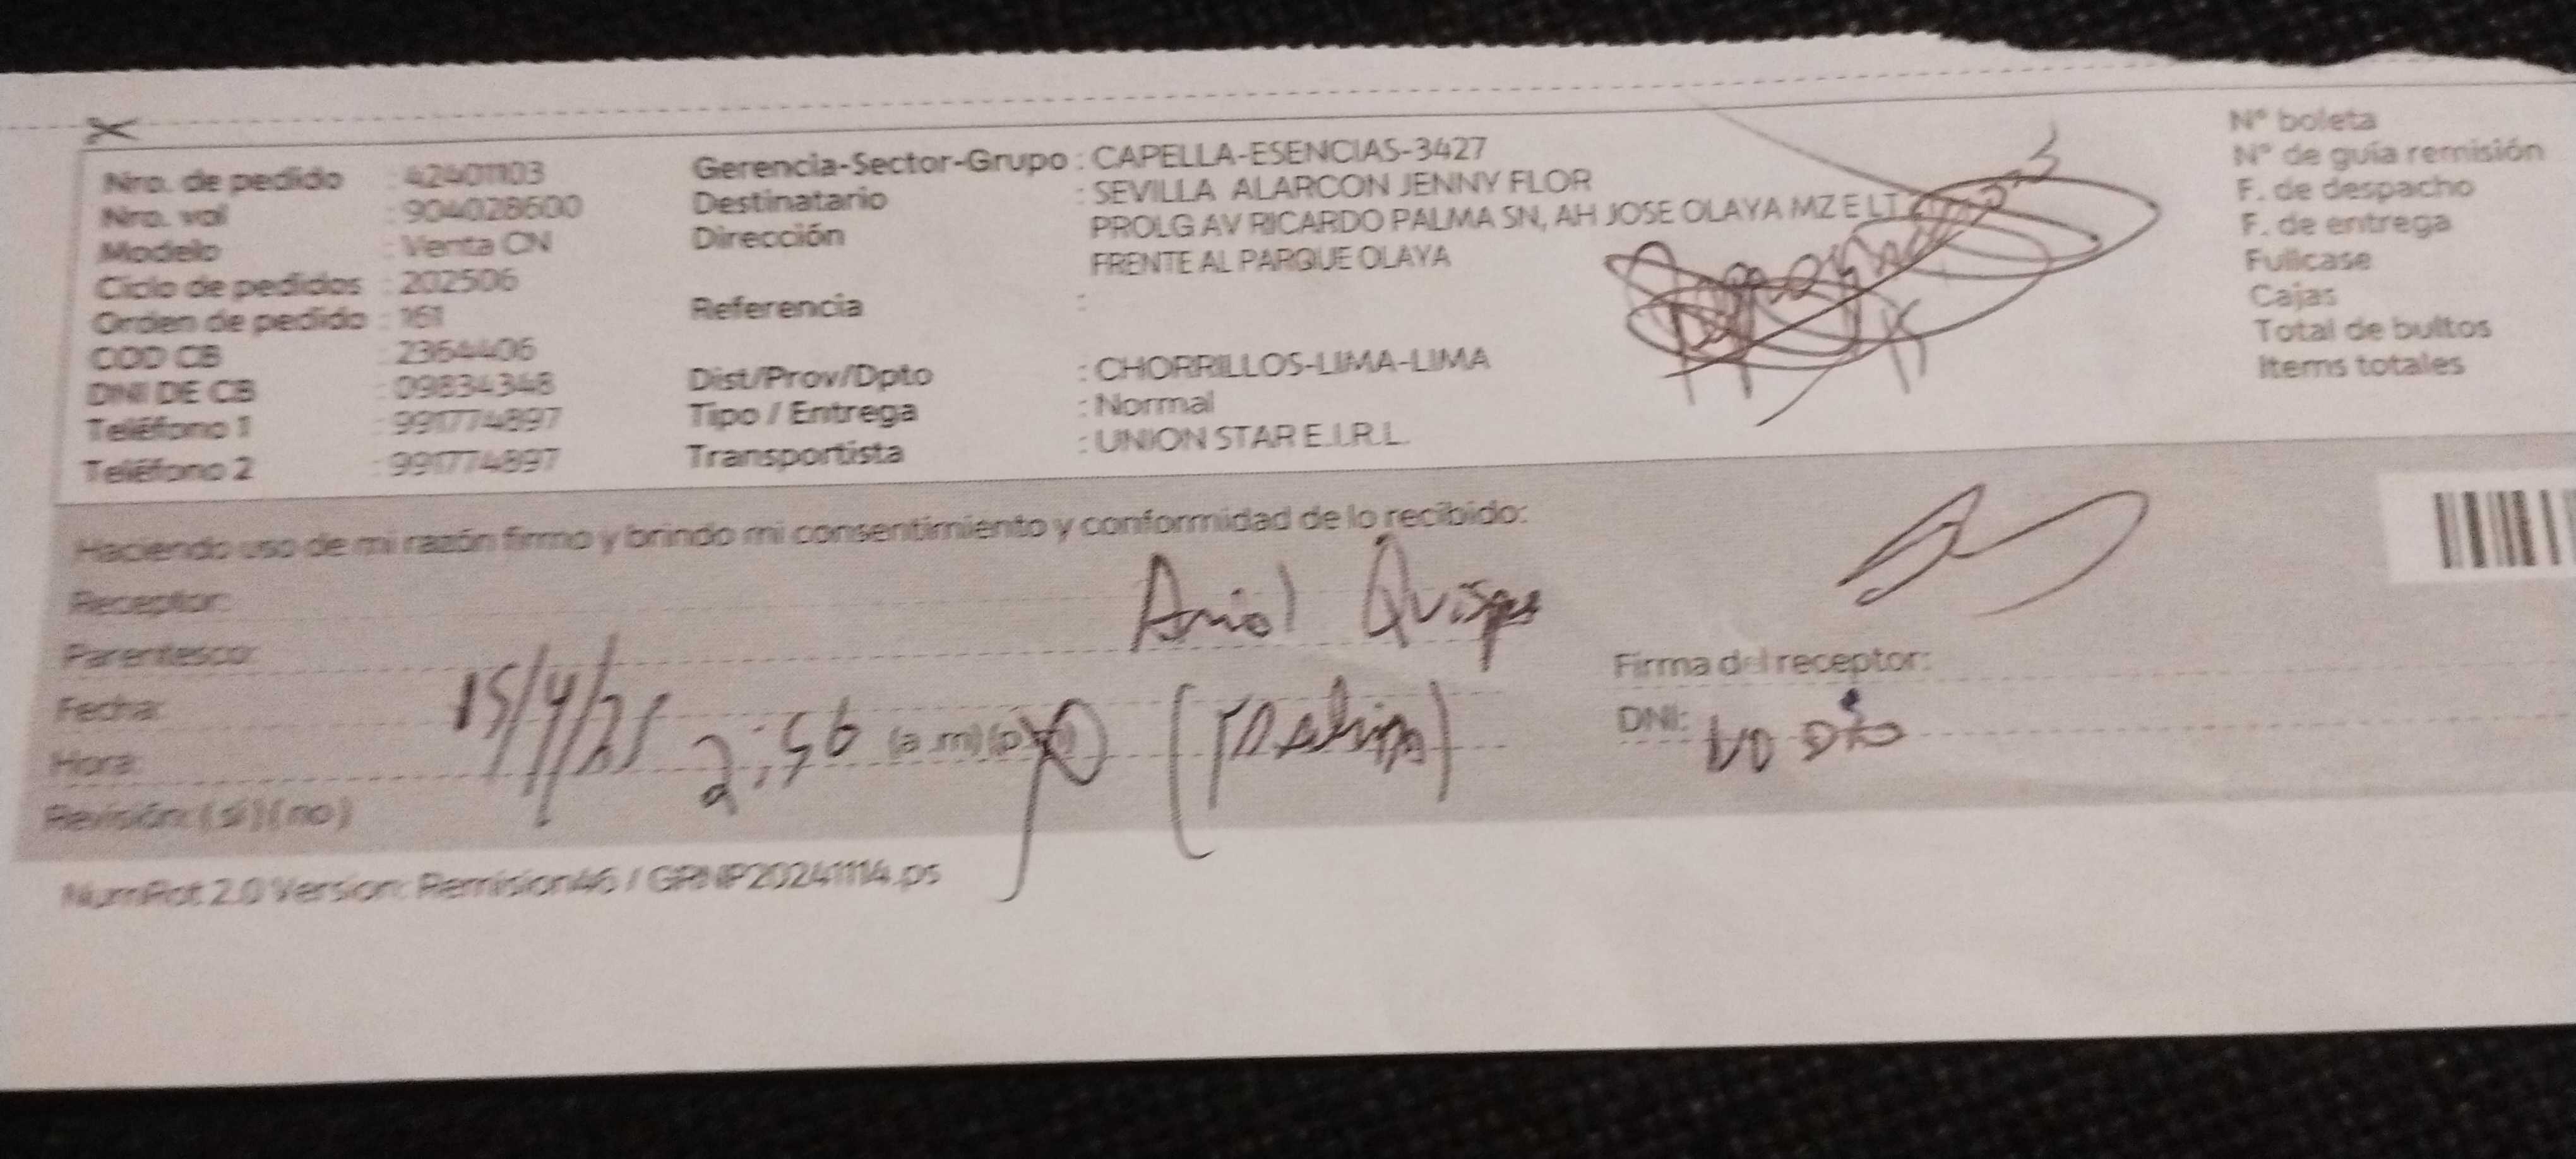 Nro. de pedido : 42401103
Nro. val : 904028600
Modelo : Venta CN
Ciclo de pedidos : 202506
Orden de pedido : 161
COD CB : 2364406
DNI DE CB : 09834348
Teléfono 1 : 991774897
Teléfono 2 : 991774897
Gerencia-Sector-Grupo : CAPELLA-ESENCIAS-3427
Destinatario : SEVILLA ALARCON JENNY FLOR
Dirección PROLG AV RICARDO PALMA SN, AH JOSE OLAYA MZ E LT
FRENTE AL PARQUE OLAYA
Referencia :
Dist/Prov/Dpto : CHORRILLOS-LIMA-LIMA
Tipo / Entrega : Normal
Transportista : UNION STAR E.I.R.L.
N° boleta
N° de guía remisión
F. de despacho
F. de entrega
Fullcase
Cajas
Total de bultos
Items totales
Haciendo uso de mi razón firmo y brindo mi consentimiento y conformidad de lo recibido:
Receptor: Quispe
Parentesco:
Fecha: 15/4/25
Hora: 2:56 (a .m) (p
Revisión: ( si ) ( no )
Firma del receptor:
DNI: NO DIO
NumRot 2.0 Version: Remision46 / GRNP20241114.ps